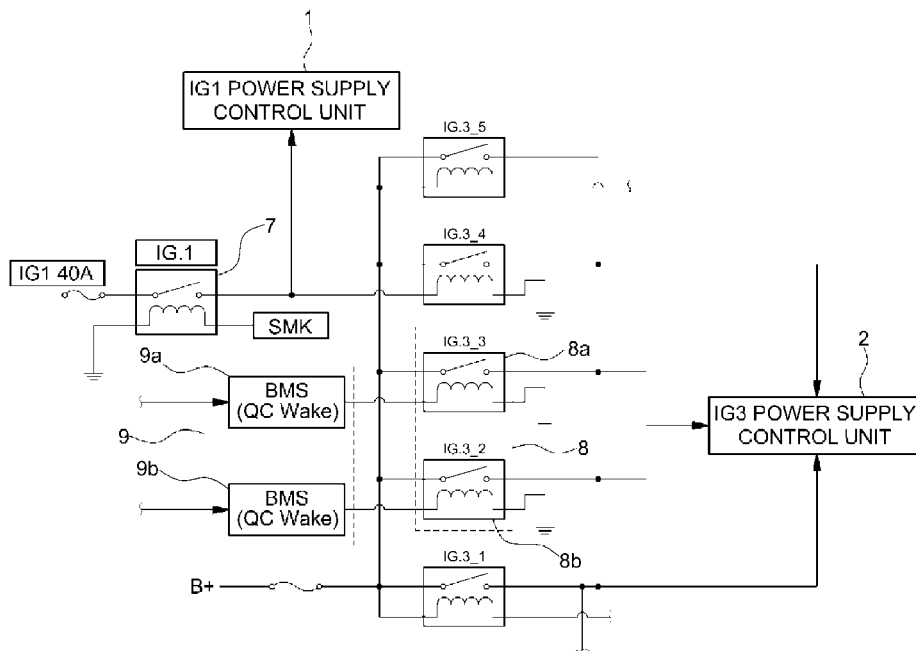 1
IG1 POWER SUPPLY
CONTROL UNIT
IG.3_5
7
IG.1
IG.3_4
IG1 40A
SMK
IG.3_3
8a
9a
2
BMS
(QC Wake)
IG3 POWER SUPPLY
CONTROL UNIT
9
IG.3_2
8
9b
BMS
(QC Wake)
8b
IG.3_1
B+